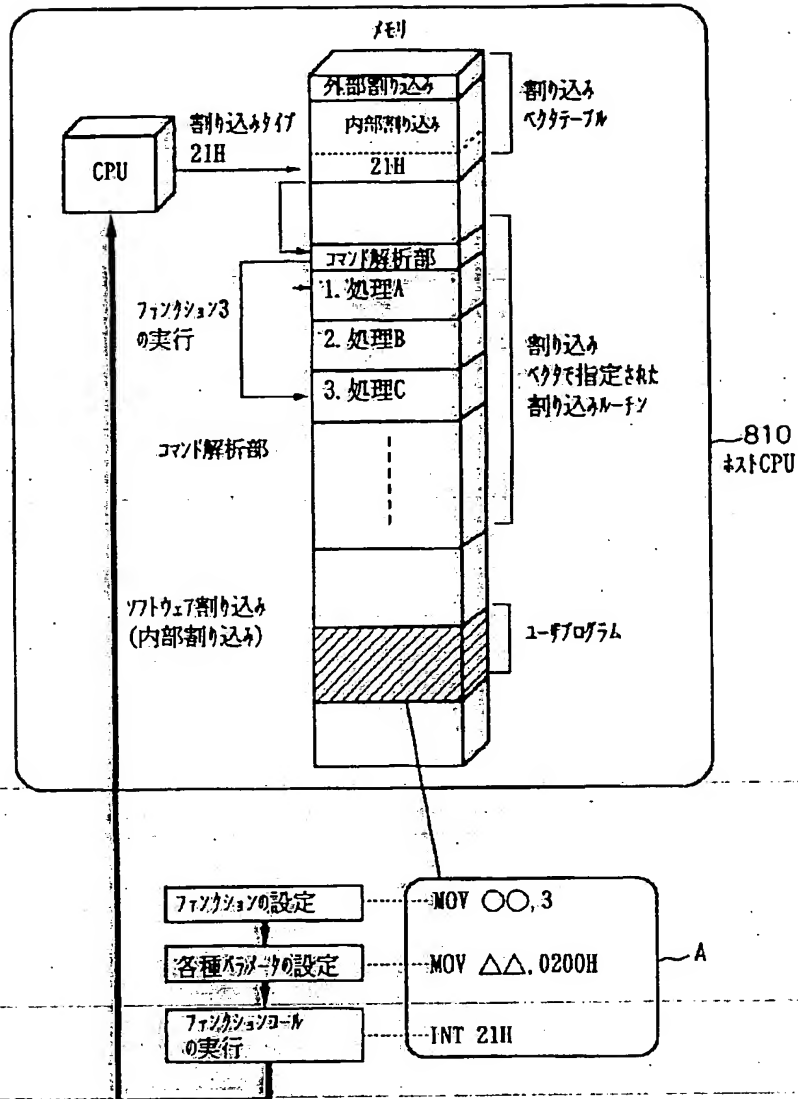 メモリ
外部割り込み
内部割り込み
21H
割り込み
ベクタテーブル
割り込みタイプ
21H
CPU
コマンド解析部
1. 処理A
2. 処理B
3. 処理C
ファンクション3
の実行
割り込み
ベクタで指定された
割り込みルーチン
コマンド解析部
810
ホストCPU
ソフトウェア割り込み
(内部割り込み)
ユーザプログラム
ファンクションの設定
MOV ○○, 3
各種パラメータの設定
MOV △△, 0200H
A
ファンクションコール
の実行
INT 21H